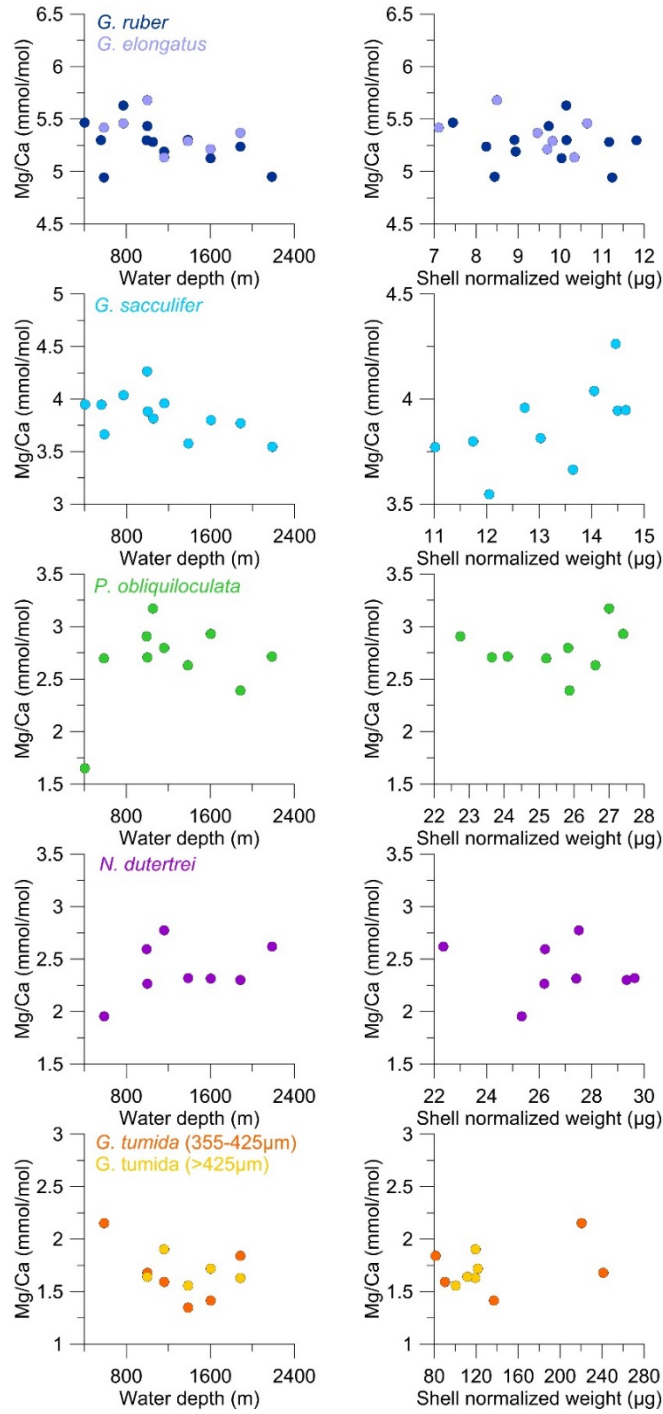 G. ruber
G. elongatus
Mg/Ca (mmol/mol)
6.5
6
5.5
5
4.5
800 1600 2400
Water depth (m)
Mg/Ca (mmol/mol)
6.5
6
5.5
5
4.5
7 8 9 10 11 12
Shell normalized weight (µg)
G. sacculifer
Mg/Ca (mmol/mol)
5
4.5
4
3.5
3
800 1600 2400
Water depth (m)
Mg/Ca (mmol/mol)
4.5
4
3.5
11 12 13 14 15
Shell normalized weight (µg)
P. obliquiloculata
Mg/Ca (mmol/mol)
3.5
3
2.5
2
1.5
800 1600 2400
Water depth (m)
Mg/Ca (mmol/mol)
3.5
3
2.5
2
1.5
22 23 24 25 26 27 28
Shell normalized weight (µg)
N. dutertrei
Mg/Ca (mmol/mol)
3.5
3
2.5
2
1.5
800 1600 2400
Water depth (m)
Mg/Ca (mmol/mol)
3.5
3
2.5
2
1.5
22 24 26 28 30
Shell normalized weight (µg)
G. tumida (355-425µm)
G. tumida (>425µm)
Mg/Ca (mmol/mol)
3
2.5
2
1.5
1
800 1600 2400
Water depth (m)
Mg/Ca (mmol/mol)
3
2.5
2
1.5
1
80 120 160 200 240 280
Shell normalized weight (µg)